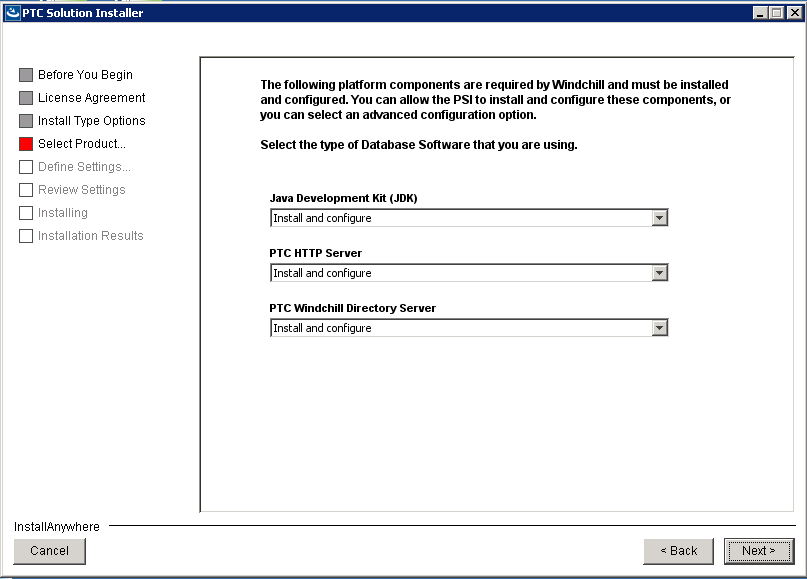 PTC Solution Installer
Before You Begin
License Agreement
Install Type Options
Select Product...
Define Settings...
Review Settings
Installing
Installation Results
The following platform components are required by Windchill and must be installed
and configured. You can allow the PSI to install and configure these components, or
you can select an advanced configuration option.
Select the type of Database Software that you are using.
Java Development Kit (JDK)
Install and configure
PTC HTTP Server
Install and configure
PTC Windchill Directory Server
Install and configure
InstallAnywhere
Cancel
< Back
Next >